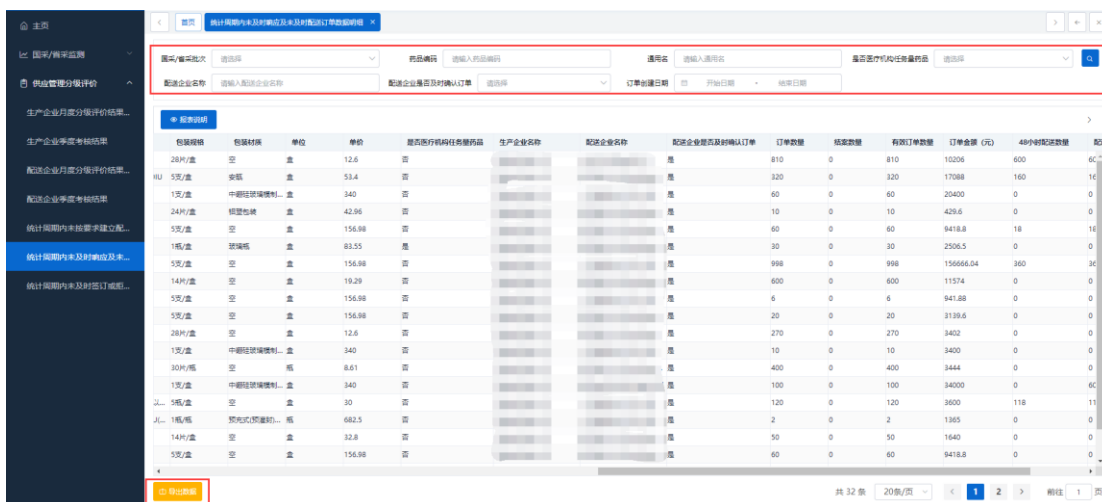 主页
首页 统计周期内未及时响应及未及时配送订单数据明细 ×
国采/省采监测
供应管理分级评价
生产企业月度分级评价结果...
生产企业季度考核结果
配送企业月度分级评价结果...
配送企业季度考核结果
统计周期内未按要求建立配...
统计周期内未及时响应及未...
统计周期内未及时签订或拒...
国采/省采批次 请选择 药品编码 请输入药品编码 通用名 请输入通用名 是否医疗机构任务量药品 请选择
配送企业名称 请输入配送企业名称 配送企业是否及时确认订单 请选择 订单创建日期 开始日期 - 结束日期
报表说明
包装规格 包装材质 单位 单价 是否医疗机构任务量药品 生产企业名称 配送企业名称 配送企业是否及时确认订单 订单数量 结案数量 有效订单数量 订单金额（元） 48小时配送数量
28片/盒 空 盒 12.6 否 是 810 0 810 10206 600
5支/盒 安瓿 盒 53.4 否 是 320 0 320 17088 160
1支/盒 中硼硅玻璃模制... 盒 340 否 是 60 0 60 20400 0
24片/盒 铝塑包装 盒 42.96 否 是 10 0 10 429.6 0
5支/盒 空 盒 156.98 否 是 60 0 60 9418.8 18
1瓶/盒 玻璃瓶 盒 83.55 是 是 30 0 30 2506.5 0
5支/盒 空 盒 156.98 否 是 998 0 998 156666.04 360
14片/盒 空 盒 19.29 否 是 600 0 600 11574 0
5支/盒 空 盒 156.98 否 是 6 0 6 941.88 0
5支/盒 空 盒 156.98 否 是 20 0 20 3139.6 0
28片/盒 空 盒 12.6 否 是 270 0 270 3402 0
1支/盒 中硼硅玻璃模制... 盒 340 否 是 10 0 10 3400 0
30片/瓶 空 瓶 8.61 否 是 400 0 400 3444 0
1支/盒 中硼硅玻璃模制... 盒 340 否 是 100 0 100 34000 0
5瓶/盒 空 盒 30 否 是 120 0 120 3600 118
1瓶/瓶 预充式(预灌封)... 瓶 682.5 否 是 2 0 2 1365 0
14片/盒 空 盒 32.8 否 是 50 0 50 1640 0
5支/盒 空 盒 156.98 否 是 60 0 60 9418.8 0
导出数据 共 32 条 20条/页 1 2 前往 1 页